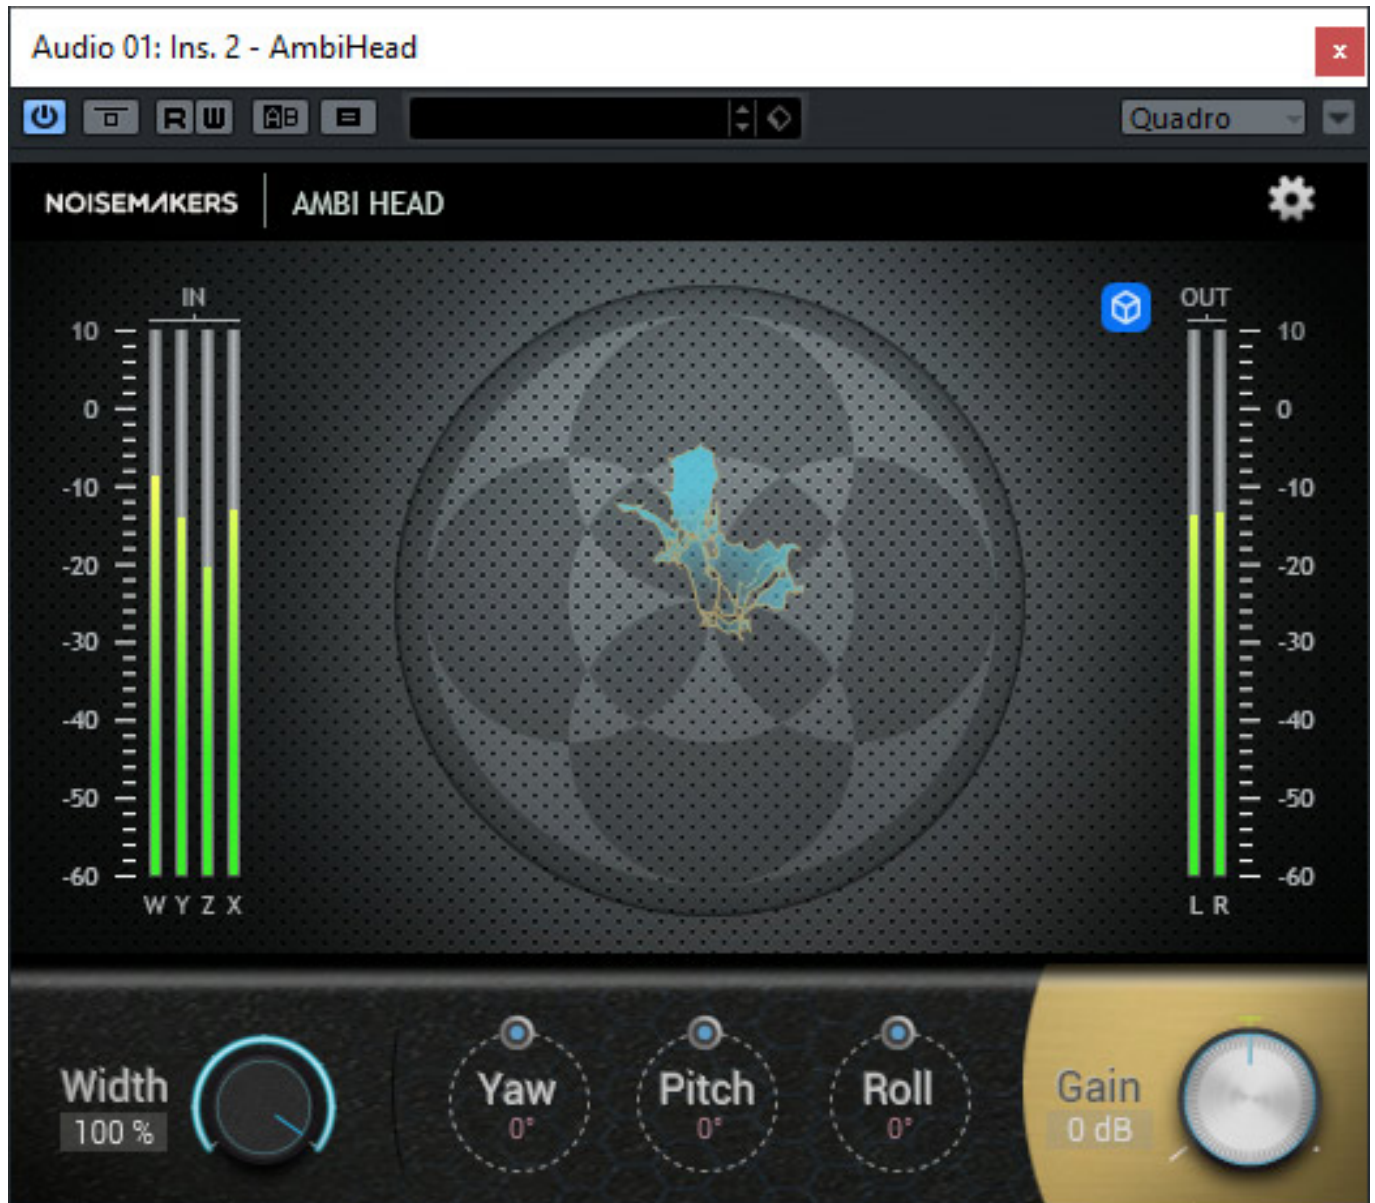 Audio 01: Ins. 2 - AmbiHead
x
R W AB Quadro
NOISEMAKERS AMBI HEAD
IN OUT
10 10
0 0
-10 -10
-20 -20
-30 -30
-40 -40
-50 -50
-60 -60
W Y Z X L R
Width Yaw Pitch Roll Gain
100 % 0° 0° 0° 0 dB